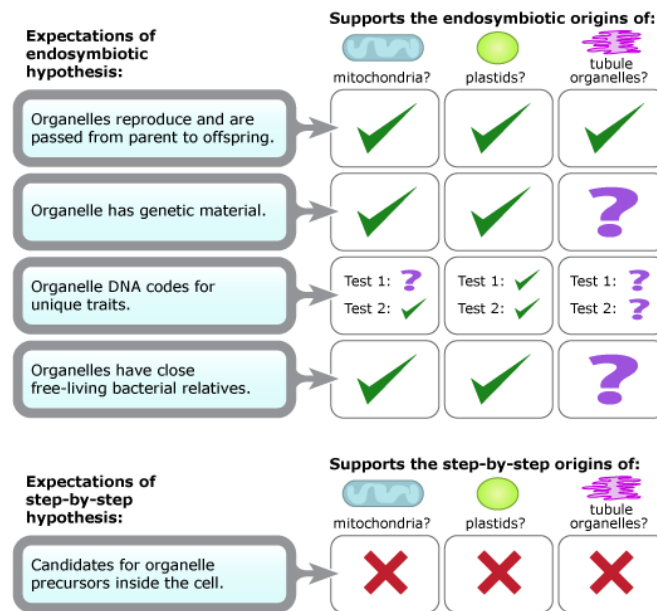 Expectations of
endosymbiotic
hypothesis:
Supports the endosymbiotic origins of:
mitochondria?
plastids?
tubule
organelles?
Organelles reproduce and are
passed from parent to offspring.
Organelle has genetic material.
?
Organelle DNA codes for
unique traits.
Test 1: ?
Test 2:
Test 1:
Test 2:
Test 1: ?
Test 2: ?
Organelles have close
free-living bacterial relatives.
?
Expectations of
step-by-step
hypothesis:
Supports the step-by-step origins of:
mitochondria?
plastids?
tubule
organelles?
Candidates for organelle
precursors inside the cell.